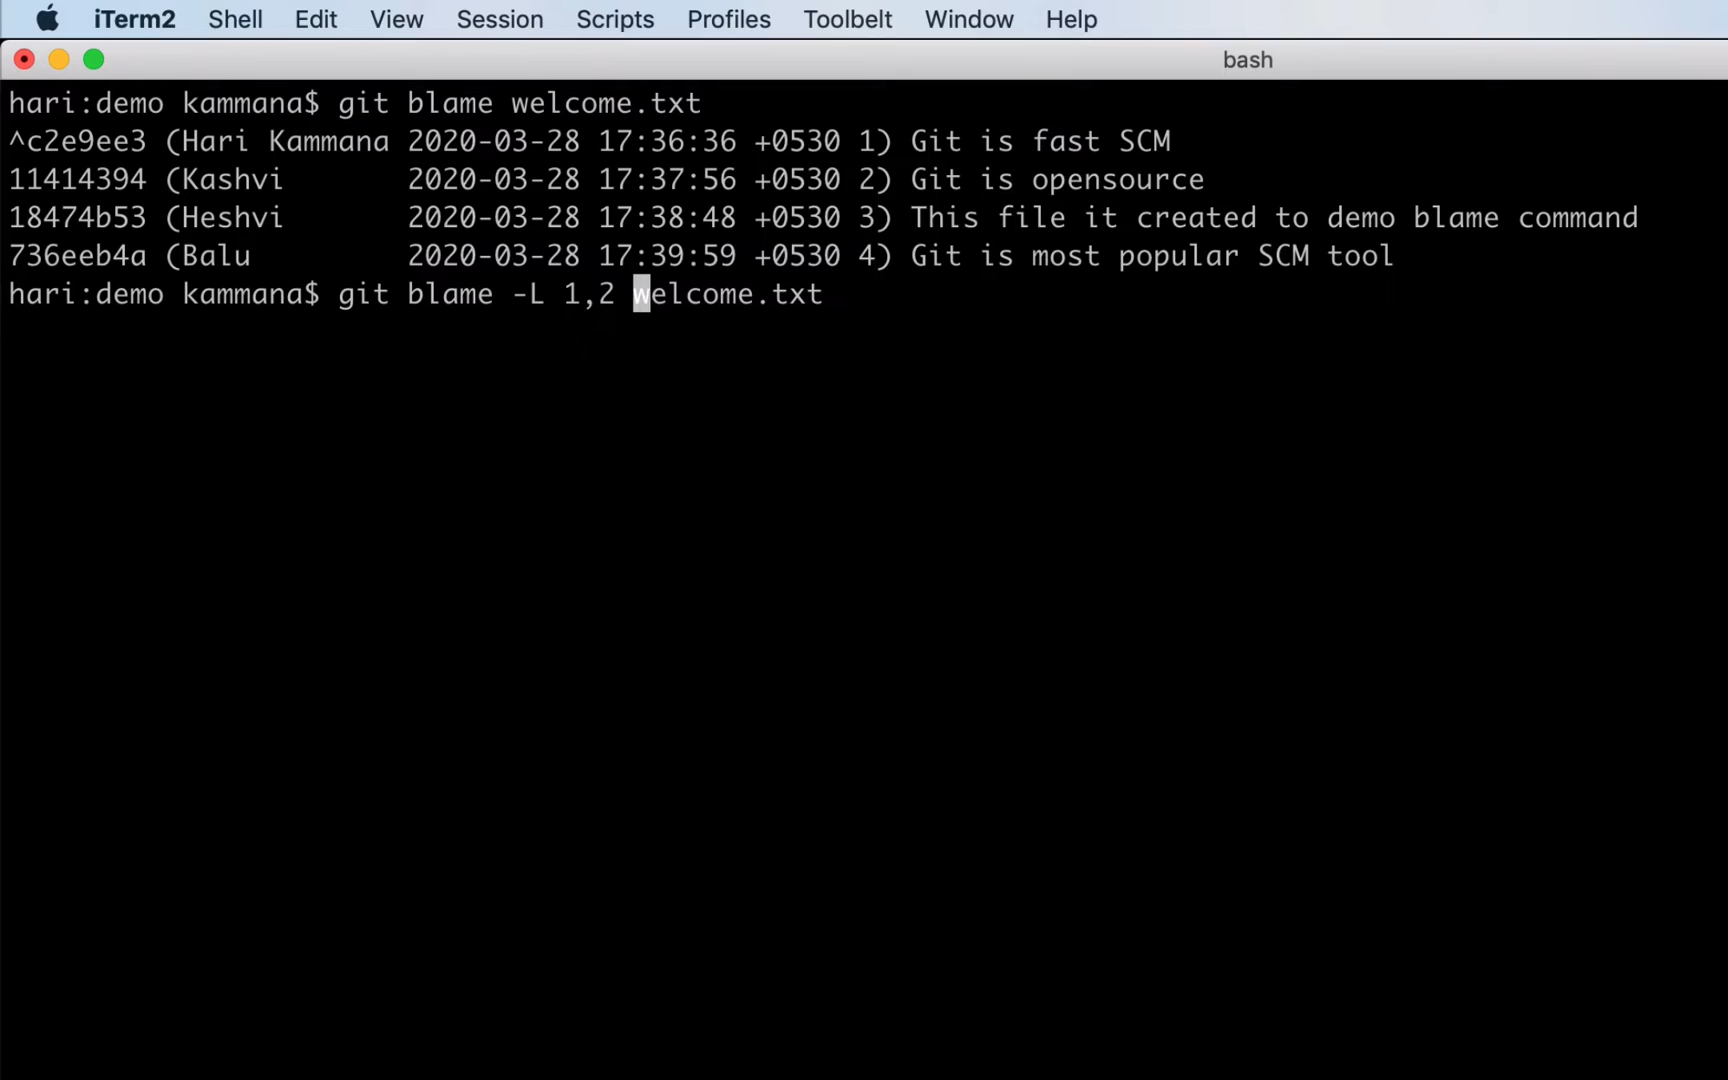 iTerm2 Shell Edit View Session Scripts Profiles Toolbelt Window Help
bash
hari:demo kammana$ git blame welcome.txt
^c2e9ee3 (Hari Kammana 2020-03-28 17:36:36 +0530 1) Git is fast SCM
11414394 (Kashvi       2020-03-28 17:37:56 +0530 2) Git is opensource
18474b53 (Heshvi       2020-03-28 17:38:48 +0530 3) This file it created to demo blame command
736eeb4a (Balu         2020-03-28 17:39:59 +0530 4) Git is most popular SCM tool
hari:demo kammana$ git blame -L 1,2 welcome.txt